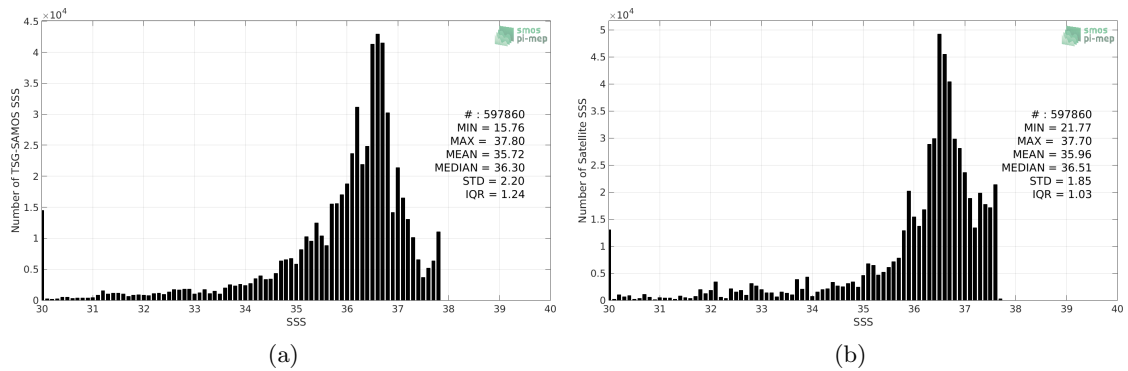 ×10⁴
4.5
4
3.5
3
2.5
2
1.5
1
0.5
0
Number of TSG-SAMOS SSS
smos
pi-mep
# : 597860
MIN = 15.76
MAX = 37.80
MEAN = 35.72
MEDIAN = 36.30
STD = 2.20
IQR = 1.24
30 31 32 33 34 35 36 37 38 39 40
SSS
(a)
×10⁴
5
4.5
4
3.5
3
2.5
2
1.5
1
0.5
0
Number of Satellite SSS
smos
pi-mep
# : 597860
MIN = 21.77
MAX = 37.70
MEAN = 35.96
MEDIAN = 36.51
STD = 1.85
IQR = 1.03
30 31 32 33 34 35 36 37 38 39 40
SSS
(b)